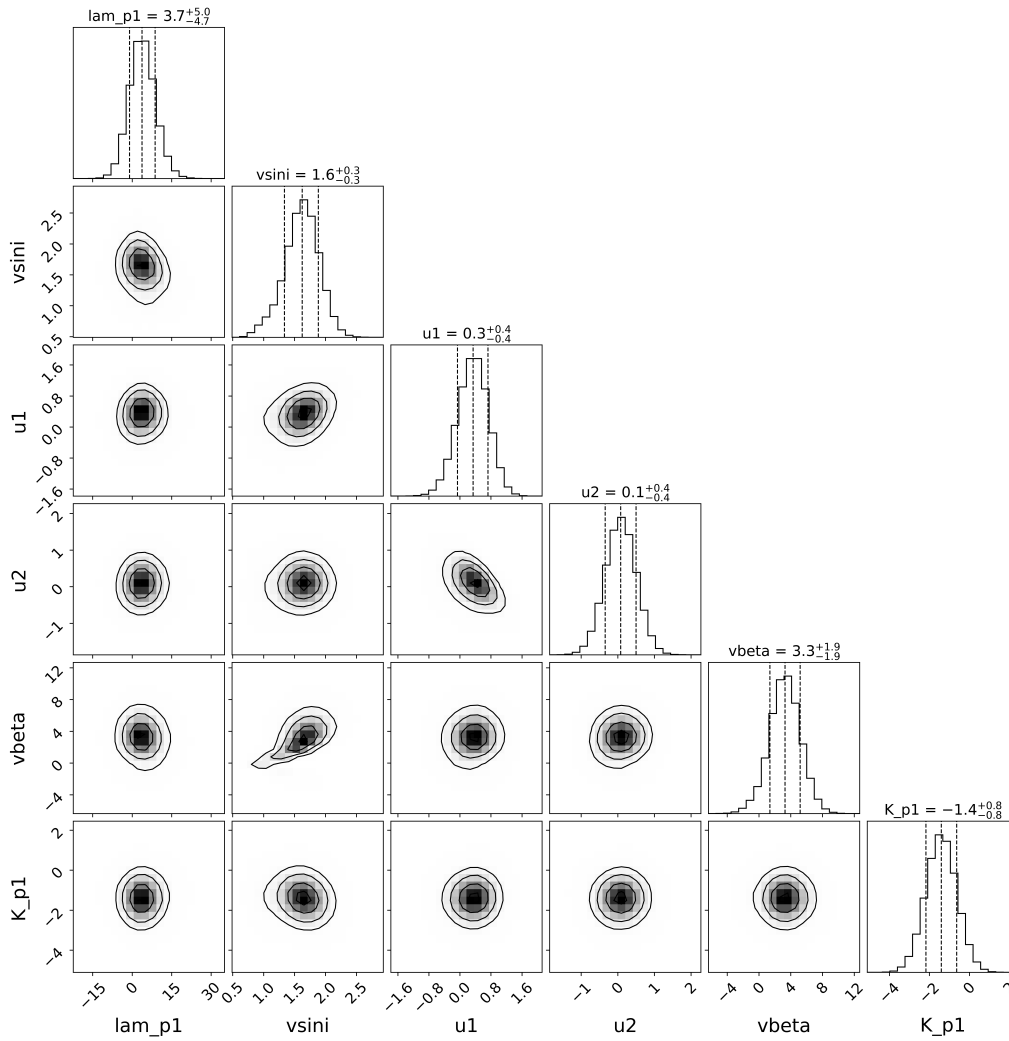 lam_p1 = 3.7+5.0−4.7
vsini = 1.6+0.3−0.3
2.5
2.0
1.5
1.0
0.5
vsini
u1 = 0.3+0.4−0.4
0.5
1.6
0.8
0.0
−0.8
−1.6
u1
u2 = 0.1+0.4−0.4
2
1
0
−1
u2
vbeta = 3.3+1.9−1.9
12
8
4
0
−4
vbeta
K_p1 = −1.4+0.8−0.8
2
0
−2
−4
K_p1
−15 0 15 30 0.5 1.0 1.5 2.0 2.5 −1.6 −0.8 0.0 0.8 1.6 −1 0 1 2 −4 0 4 8 12 −4 −2 0 2
lam_p1 vsini u1 u2 vbeta K_p1